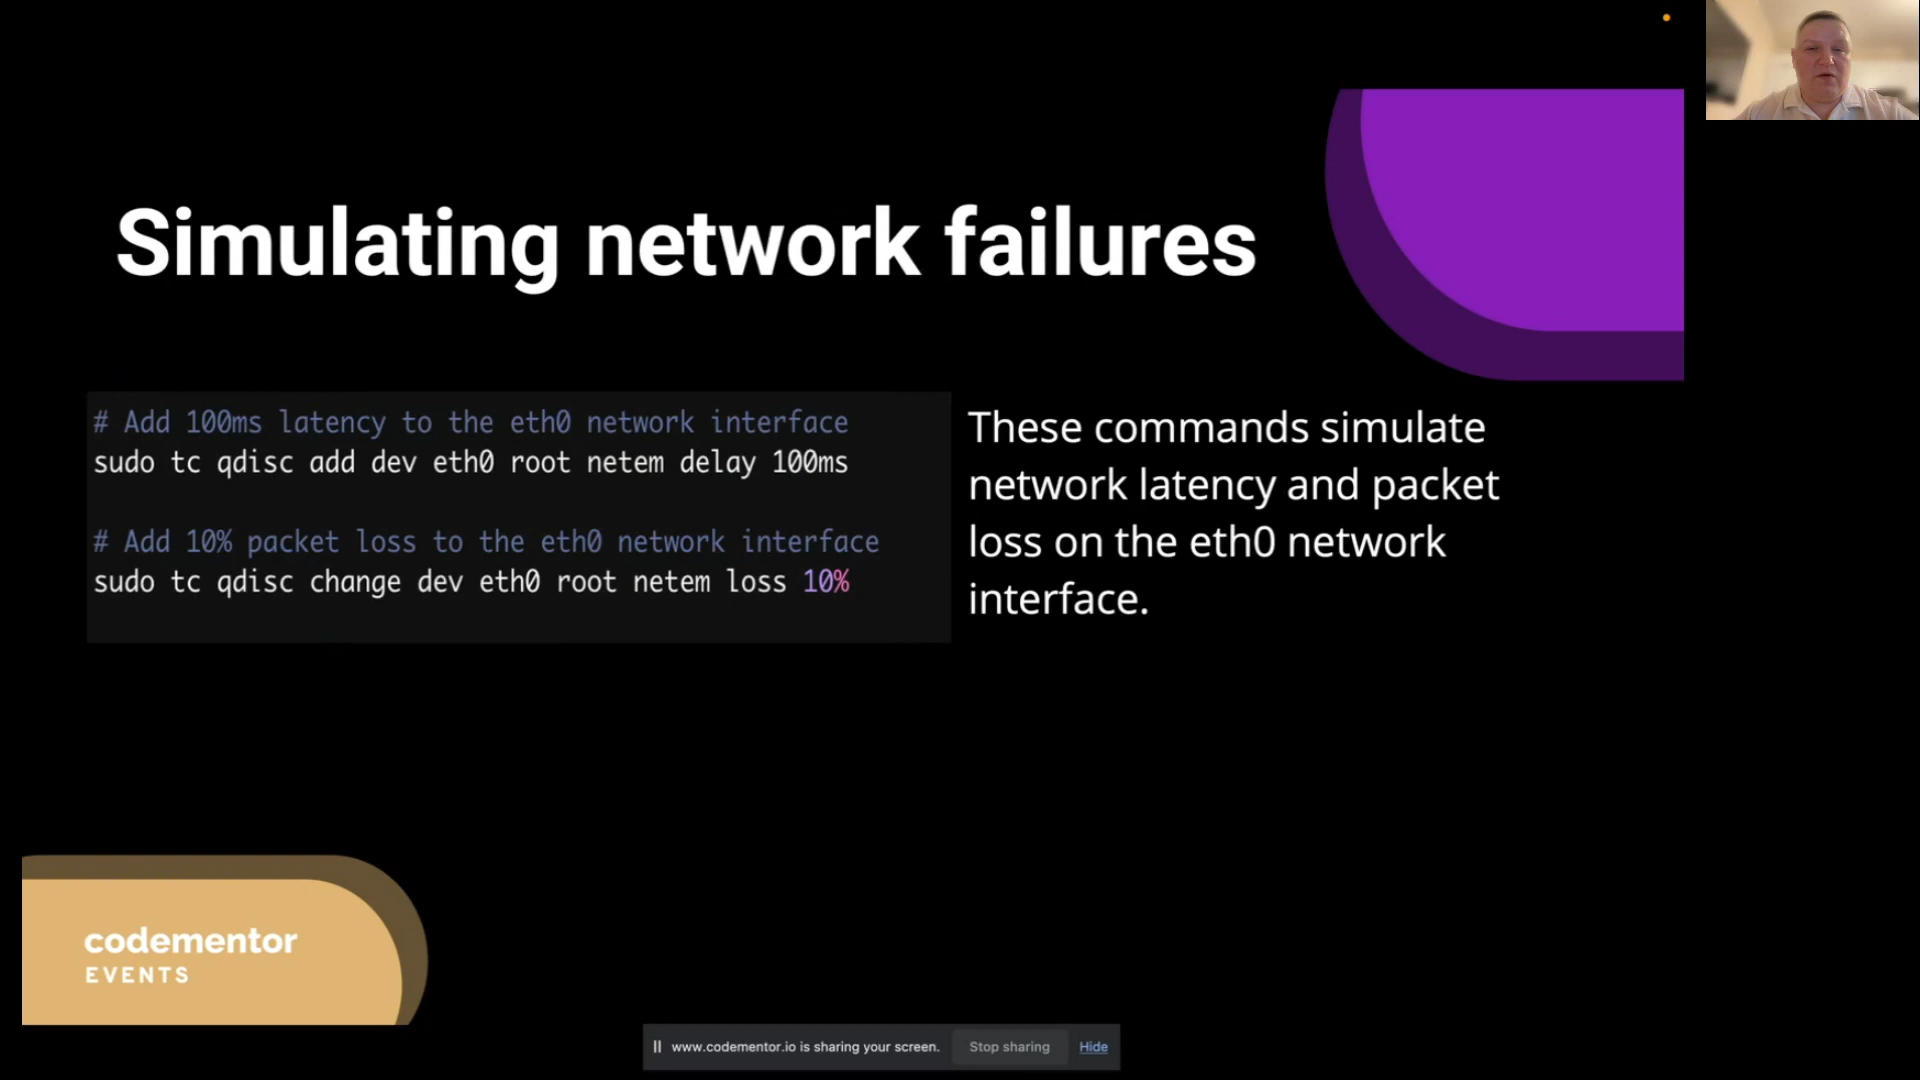 Simulating network failures
# Add 100ms latency to the eth0 network interface
sudo tc qdisc add dev eth0 root netem delay 100ms
# Add 10% packet loss to the eth0 network interface
sudo tc qdisc change dev eth0 root netem loss 10%
These commands simulate
network latency and packet
loss on the eth0 network
interface.
codementor
EVENTS
www.codementor.io is sharing your screen.
Stop sharing
Hide